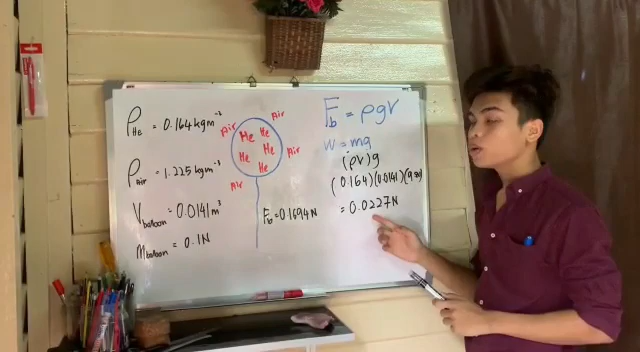 ρHe = 0.164 kgm⁻³
ρAir = 1.225 kgm⁻³
Vballoon = 0.0141 m³
mballoon = 0.1N
Air
Air
He He
Air
He He
He
Air
Fb = 0.1694N
Fb = ρgV
W = mg
(ρv)g
(0.164)(0.0141)(9.81)
= 0.0227N